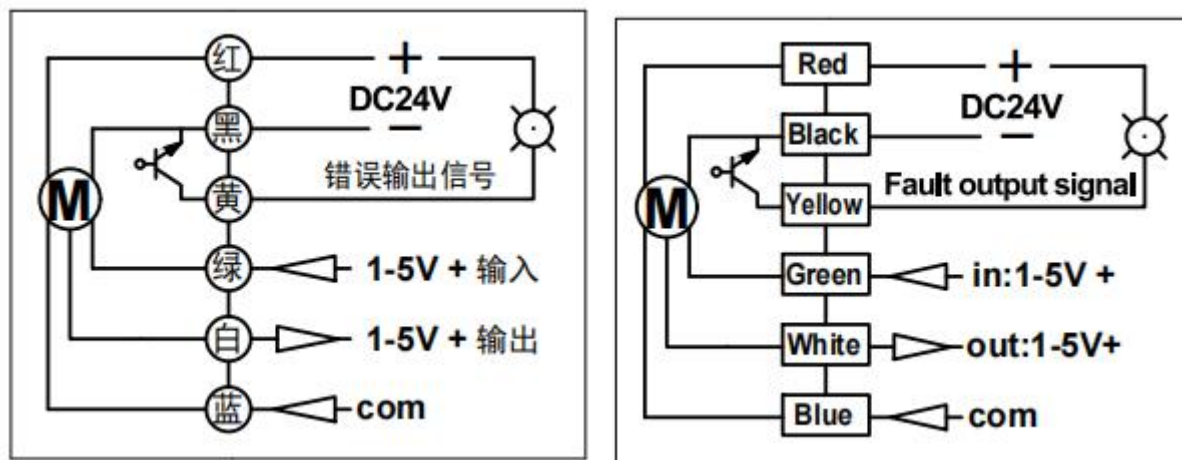 红 +
DC24V
黑 −
错误输出信号
黄
M
绿 1-5V + 输入
白 1-5V + 输出
蓝 com
Red +
DC24V
Black −
Fault output signal
Yellow
M
Green in:1-5V +
White out:1-5V+
Blue com